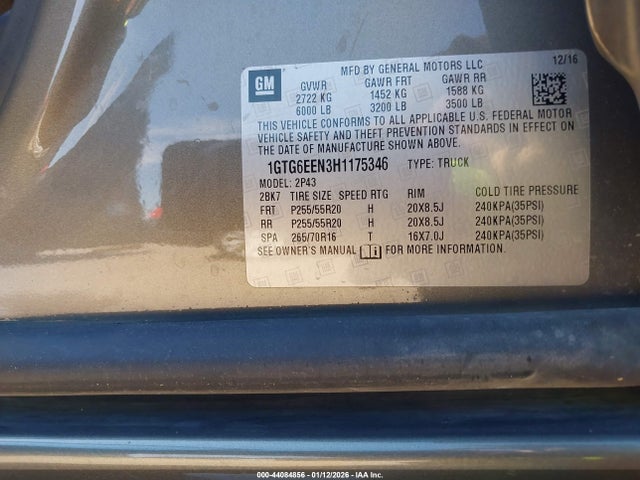 GM
MFD BY GENERAL MOTORS LLC 12/16
GVWR GAWR FRT GAWR RR
2722 KG 1452 KG 1588 KG
6000 LB 3200 LB 3500 LB
THIS VEHICLE CONFORMS TO ALL APPLICABLE U.S. FEDERAL MOTOR
VEHICLE SAFETY AND THEFT PREVENTION STANDARDS IN EFFECT ON
THE DATE OF MANUFACTURE SHOWN ABOVE.
1GTG6EEN3H1175346 TYPE: TRUCK
MODEL: 2P43
2BK7 TIRE SIZE SPEED RTG RIM COLD TIRE PRESSURE
FRT P255/55R20 H 20X8.5J 240KPA(35PSI)
RR P255/55R20 H 20X8.5J 240KPA(35PSI)
SPA 265/70R16 T 16X7.0J 240KPA(35PSI)
SEE OWNER'S MANUAL FOR MORE INFORMATION.
000-44084856 - 01/12/2026 - IAA Inc.